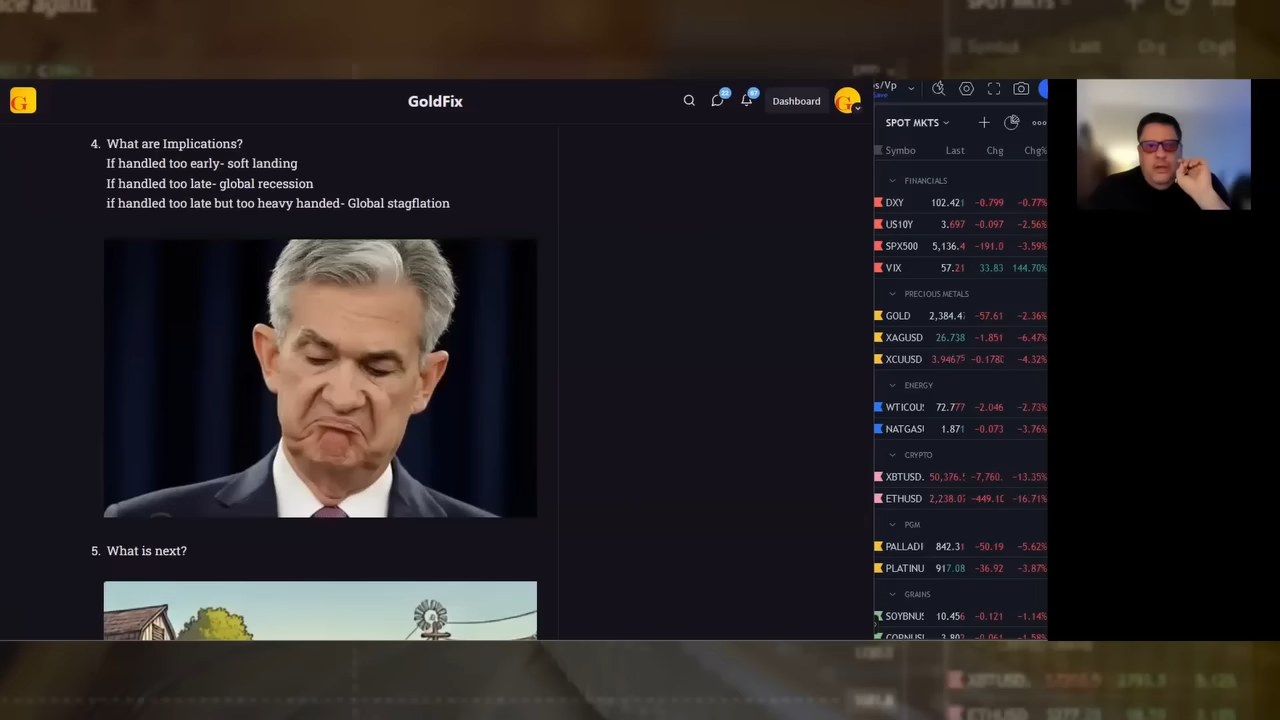 GoldFix
22
67
Dashboard
4. What are Implications?
If handled too early- soft landing
If handled too late- global recession
if handled too late but too heavy handed- Global stagflation
5. What is next?
SPOT MKTS
Symbo Last Chg Chg%
FINANCIALS
DXY 102.421 -0.799 -0.77%
US10Y 3.697 -0.097 -2.56%
SPX500 5,136.4 -191.0 -3.59%
VIX 57.21 33.83 144.70%
PRECIOUS METALS
GOLD 2,384.4 -57.61 -2.36%
XAGUSD 26.738 -1.851 -6.47%
XCUUSD 3.9467 -0.178 -4.32%
ENERGY
WTICOU 72.777 -2.046 -2.73%
NATGAS 1.871 -0.073 -3.76%
CRYPTO
XBTUSD. 50,376. -7,760. -13.35%
ETHUSD 2,238.0 -449.10 -16.71%
PGM
PALLADI 842.31 -50.19 -5.62%
PLATINU 917.08 -36.92 -3.87%
GRAINS
SOYBNU 10.456 -0.121 -1.14%